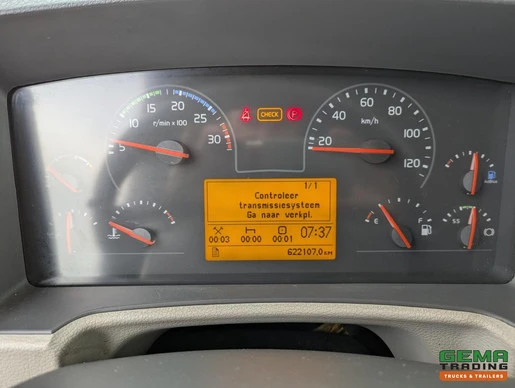 5 10 15 20 25 30
r/min × 100
CHECK
20 40 60 80 100 120
km/h
1/1
Controleer
transmissiesysteem
Ga naar verkpl.
00:03 00:00 00:01 07:37
622107,0 KM
E F
GEMA
TRADING
TRUCKS & TRAILERS